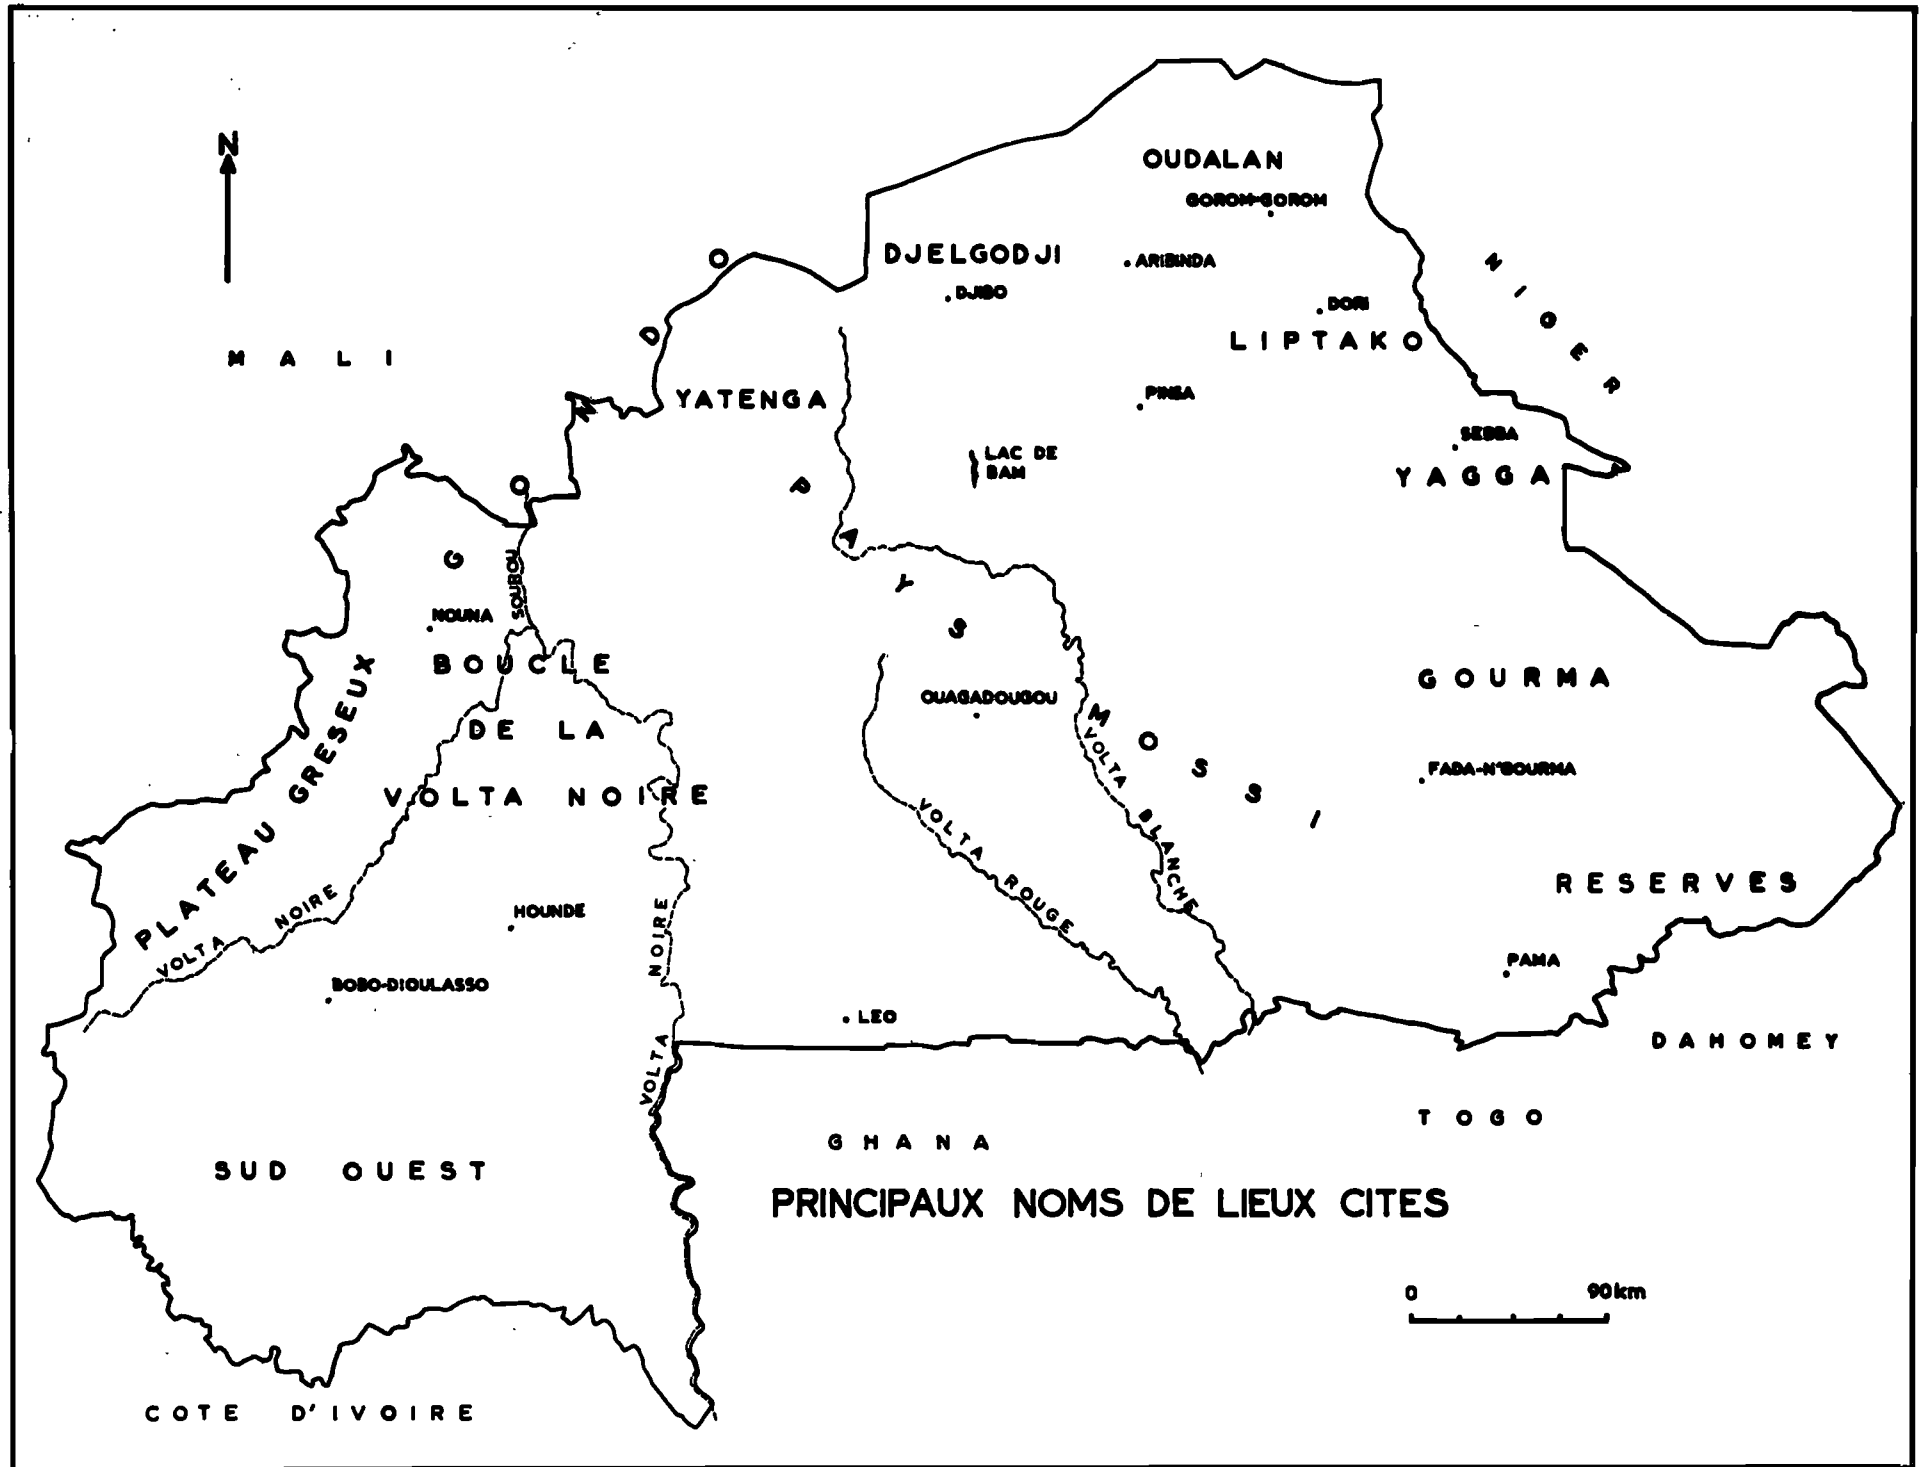 N
OUDALAN
GOROM-GOROM
DJELGODJI
ARIBINDA
DJIBO
DORI
NIGER
LIPTAKO
MALI
YATENGA
PINSA
SEBBA
YAGGA
LAC DE
BAM
GONDO
SOUROU
NOUNA
PAYS MOSSI
BOUCLE
DE LA
VOLTA NOIRE
PLATEAU GRESEUX
OUAGADOUGOU
GOURMA
FADA-N'GOURMA
VOLTA BLANCHE
VOLTA ROUGE
RESERVES
VOLTA NOIRE
HOUNDE
VOLTA NOIRE
BOBO-DIOULASSO
PAMA
LEO
DAHOMEY
TOGO
GHANA
SUD OUEST
PRINCIPAUX NOMS DE LIEUX CITES
0 90km
COTE D'IVOIRE